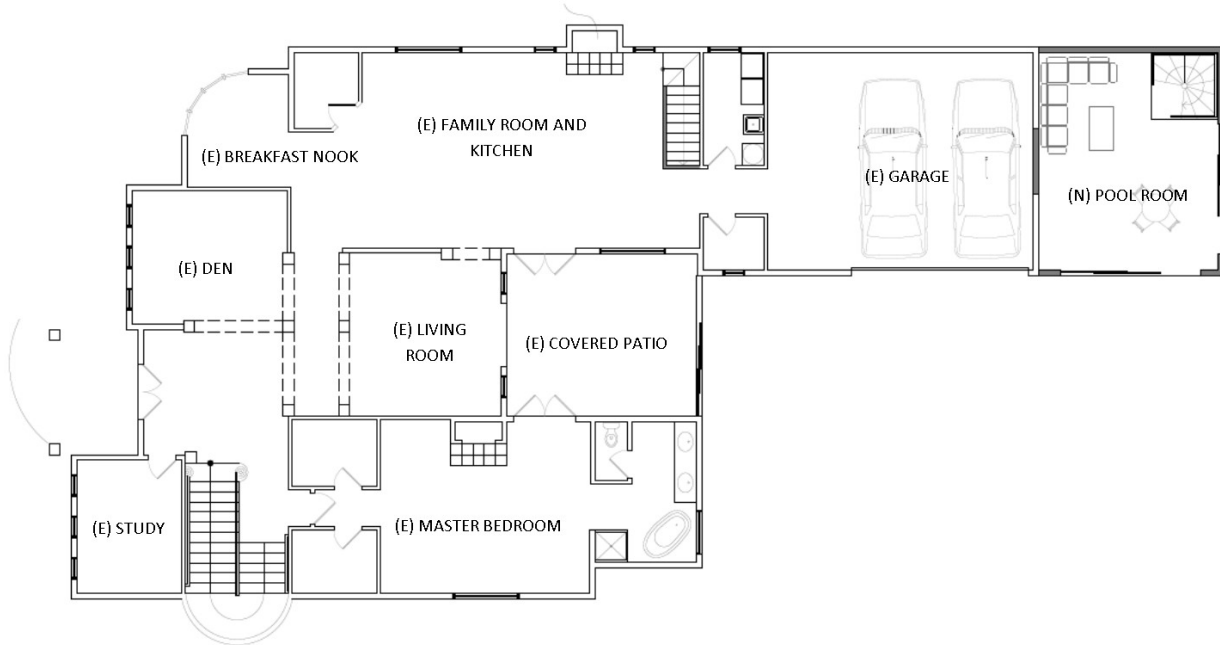 (E) FAMILY ROOM AND
KITCHEN
(E) BREAKFAST NOOK
(E) GARAGE
(N) POOL ROOM
(E) DEN
(E) LIVING
ROOM
(E) COVERED PATIO
(E) STUDY
(E) MASTER BEDROOM